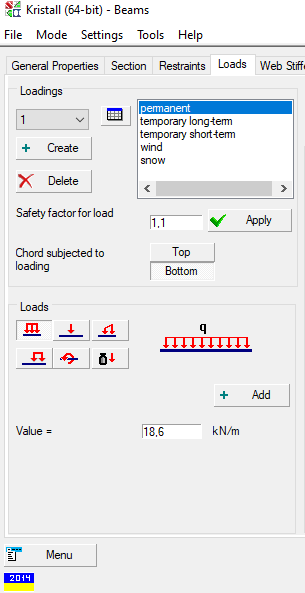 Kristall (64-bit) - Beams
File Mode Settings Tools Help
General Properties Section Restraints Loads Web Stiffe
Loadings
1
Create
Delete
permanent
temporary long-term
temporary short-term
wind
snow
Safety factor for load 1,1 Apply
Chord subjected to
loading
Top
Bottom
Loads
q
Add
Value = 18,6 kN/m
Menu
2014